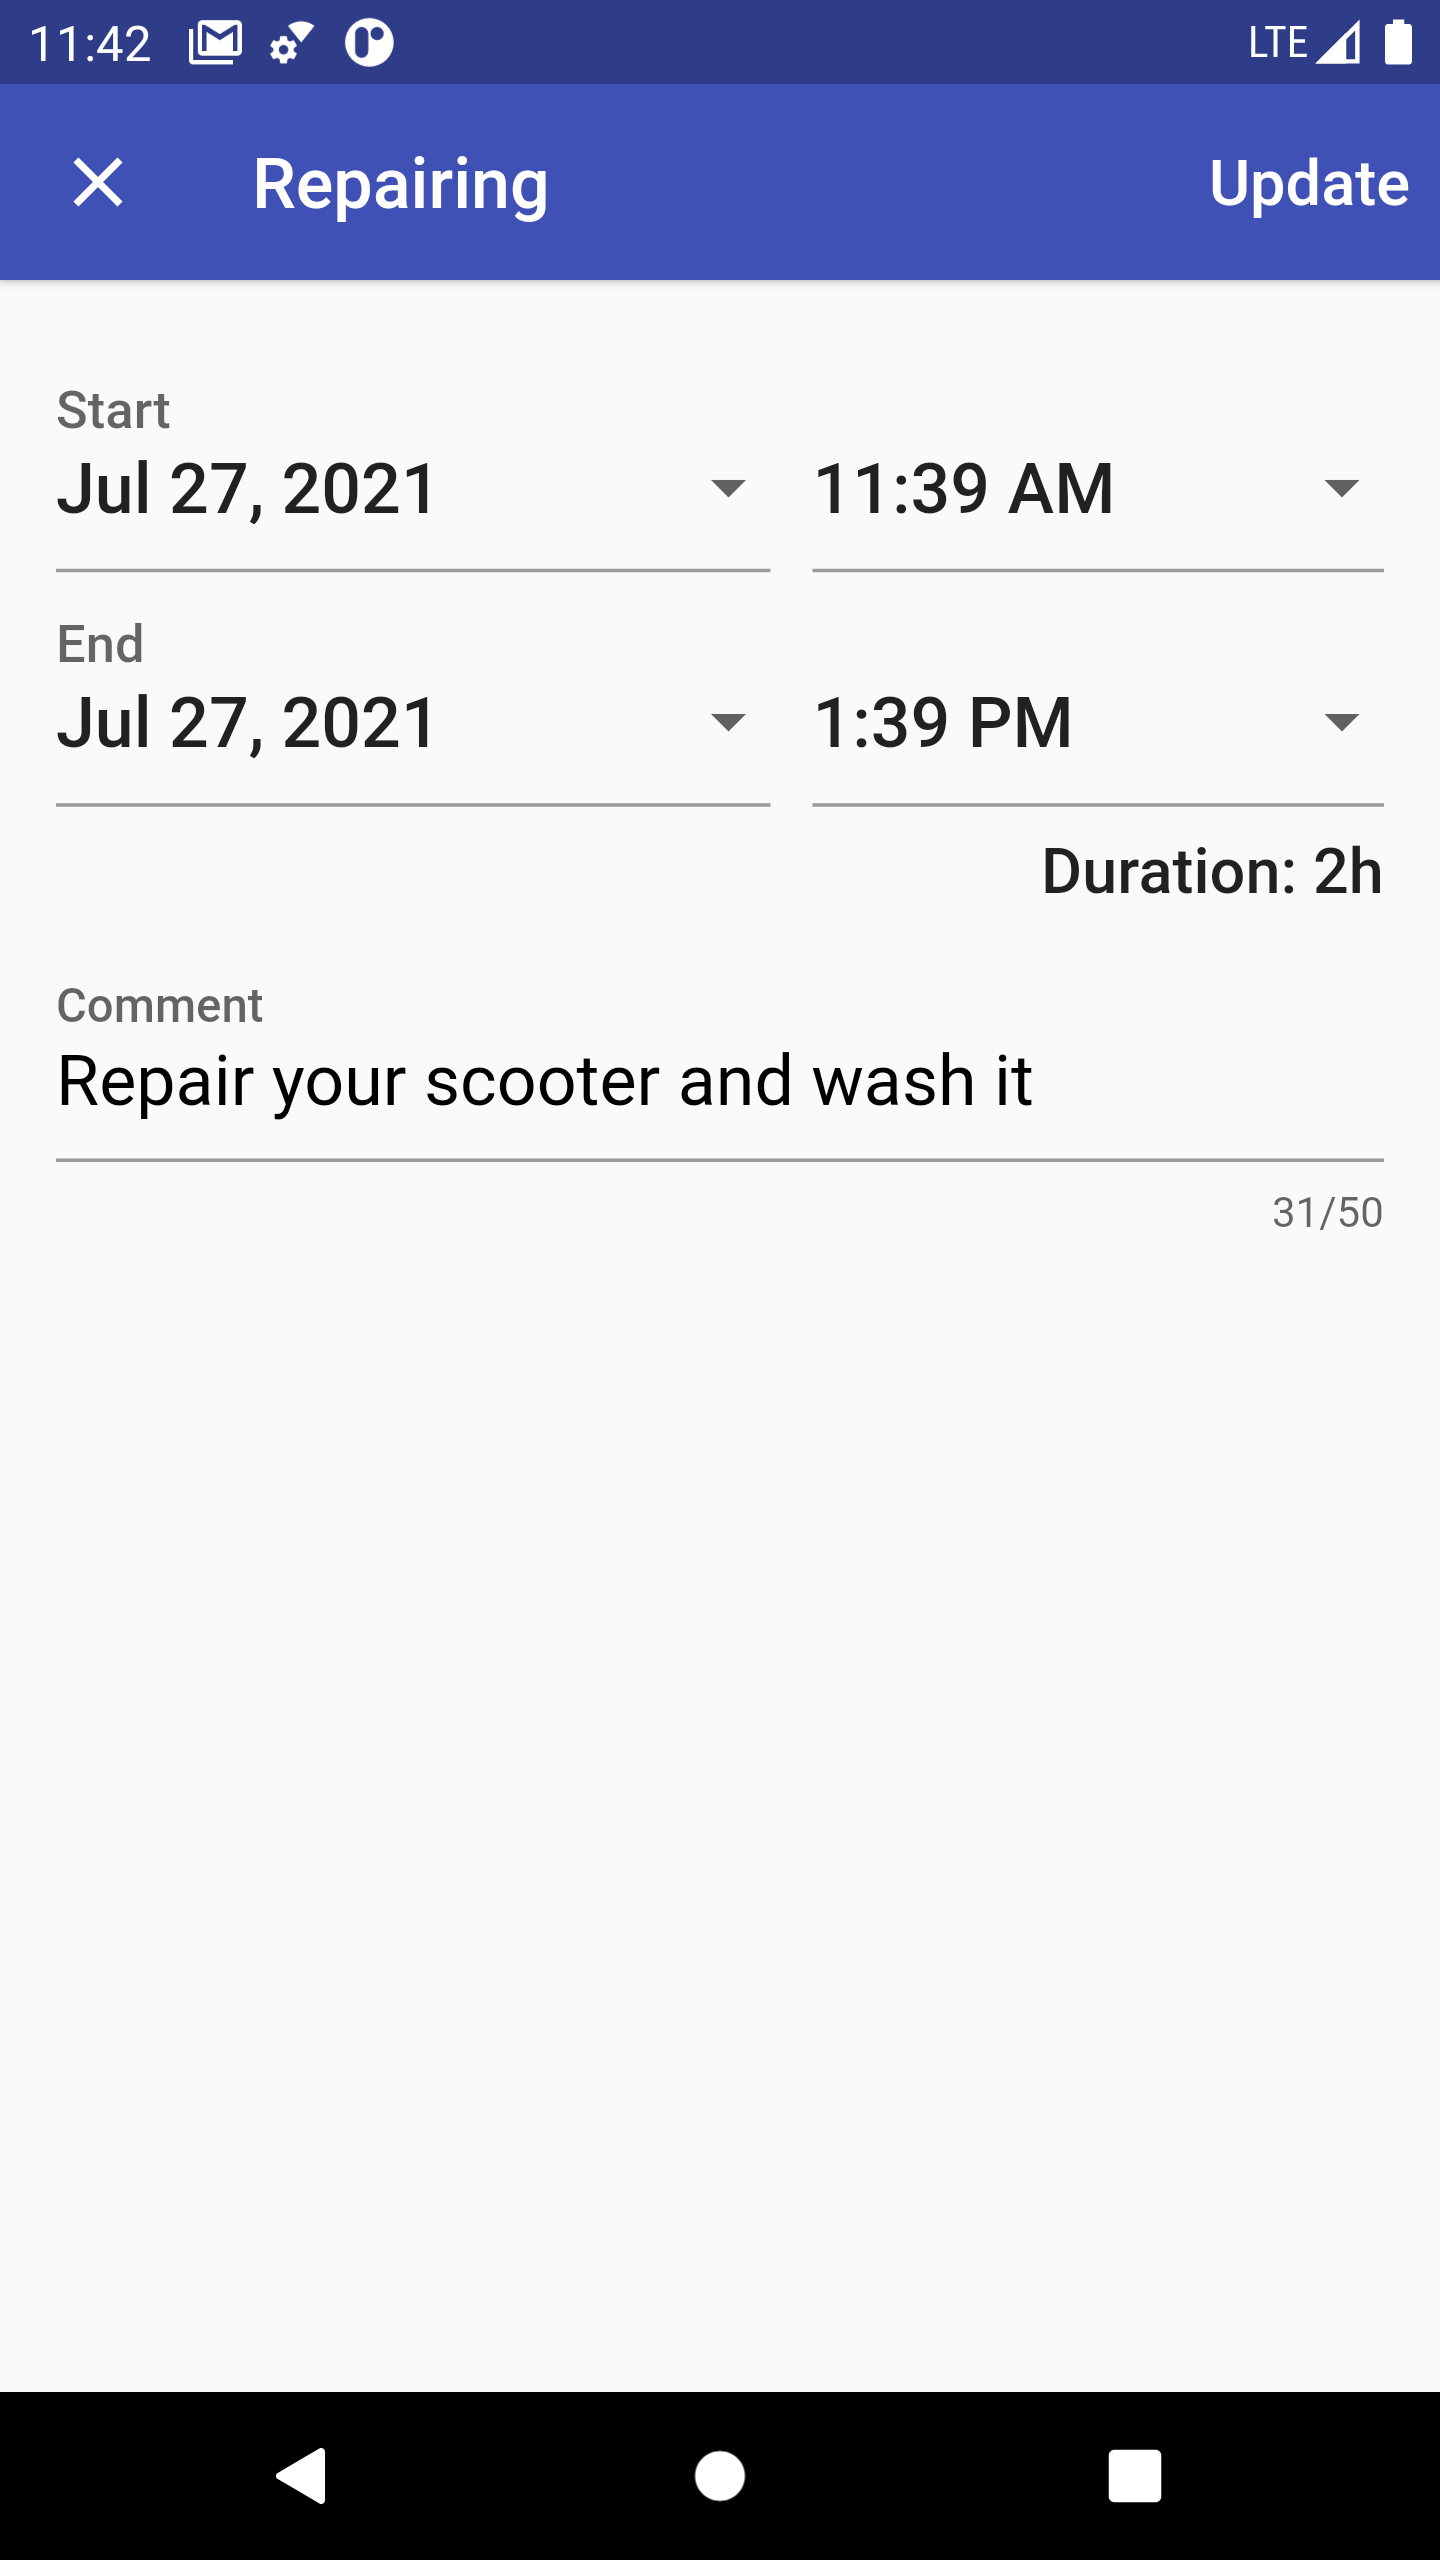 11:42 LTE
Repairing Update
Start
Jul 27, 2021 11:39 AM
End
Jul 27, 2021 1:39 PM
Duration: 2h
Comment
Repair your scooter and wash it
31/50